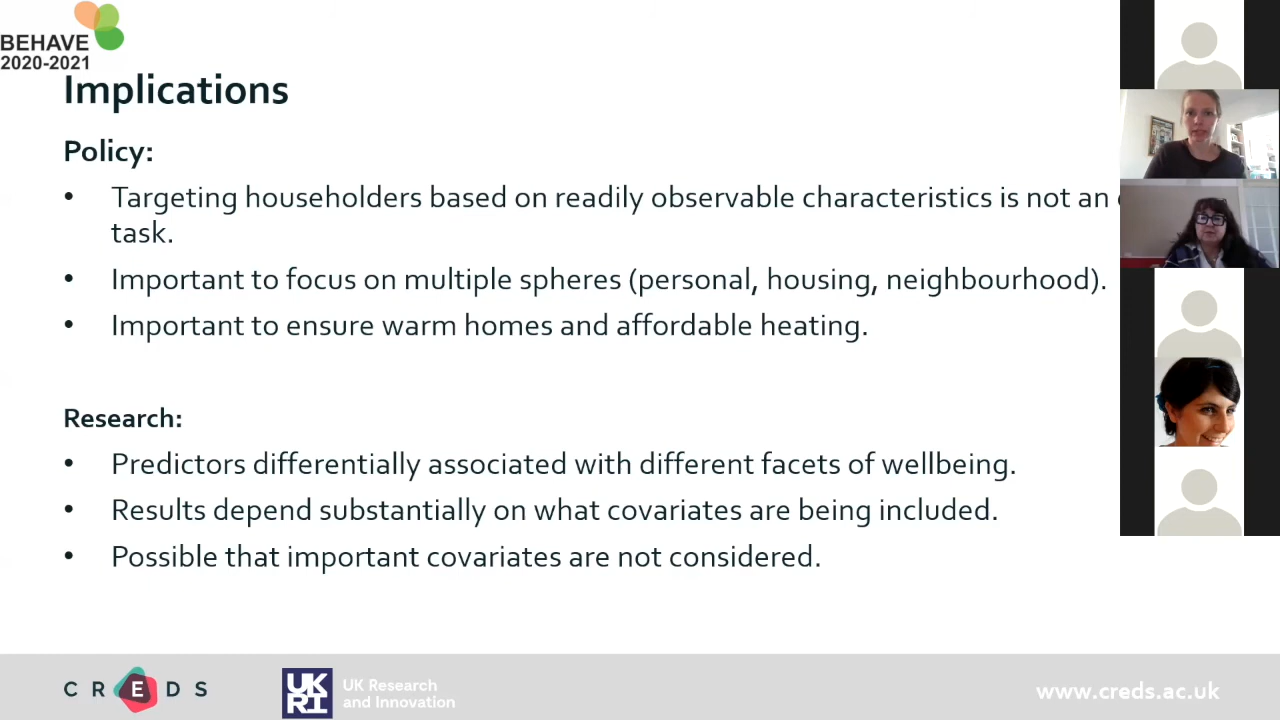 BEHAVE
2020-2021
Implications
Policy:
• Targeting householders based on readily observable characteristics is not an
task.
• Important to focus on multiple spheres (personal, housing, neighbourhood).
• Important to ensure warm homes and affordable heating.
Research:
• Predictors differentially associated with different facets of wellbeing.
• Results depend substantially on what covariates are being included.
• Possible that important covariates are not considered.
CREDS
UKRI
UK Research
and Innovation
www.creds.ac.uk